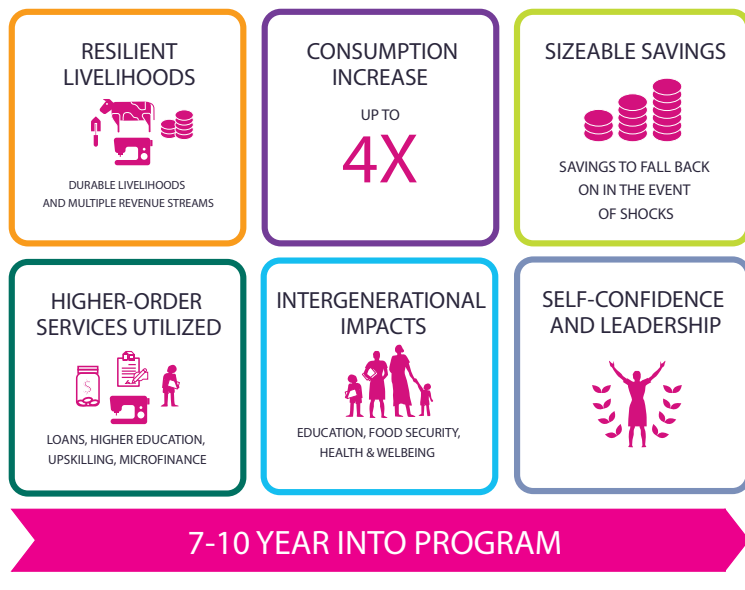 RESILIENT
LIVELIHOODS
DURABLE LIVELIHOODS
AND MULTIPLE REVENUE STREAMS
CONSUMPTION
INCREASE
UP TO
4X
SIZEABLE SAVINGS
SAVINGS TO FALL BACK
ON IN THE EVENT
OF SHOCKS
HIGHER-ORDER
SERVICES UTILIZED
$
LOANS, HIGHER EDUCATION,
UPSKILLING, MICROFINANCE
INTERGENERATIONAL
IMPACTS
EDUCATION, FOOD SECURITY,
HEALTH & WELBEING
SELF-CONFIDENCE
AND LEADERSHIP
7-10 YEAR INTO PROGRAM